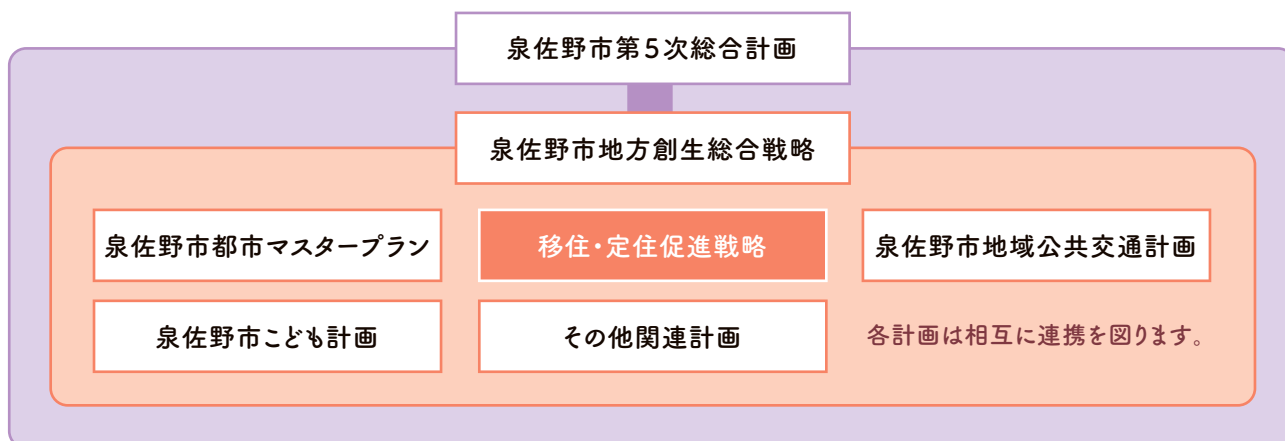 泉佐野市第5次総合計画
泉佐野市地方創生総合戦略
泉佐野市都市マスタープラン
移住・定住促進戦略
泉佐野市地域公共交通計画
泉佐野市こども計画
その他関連計画
各計画は相互に連携を図ります。